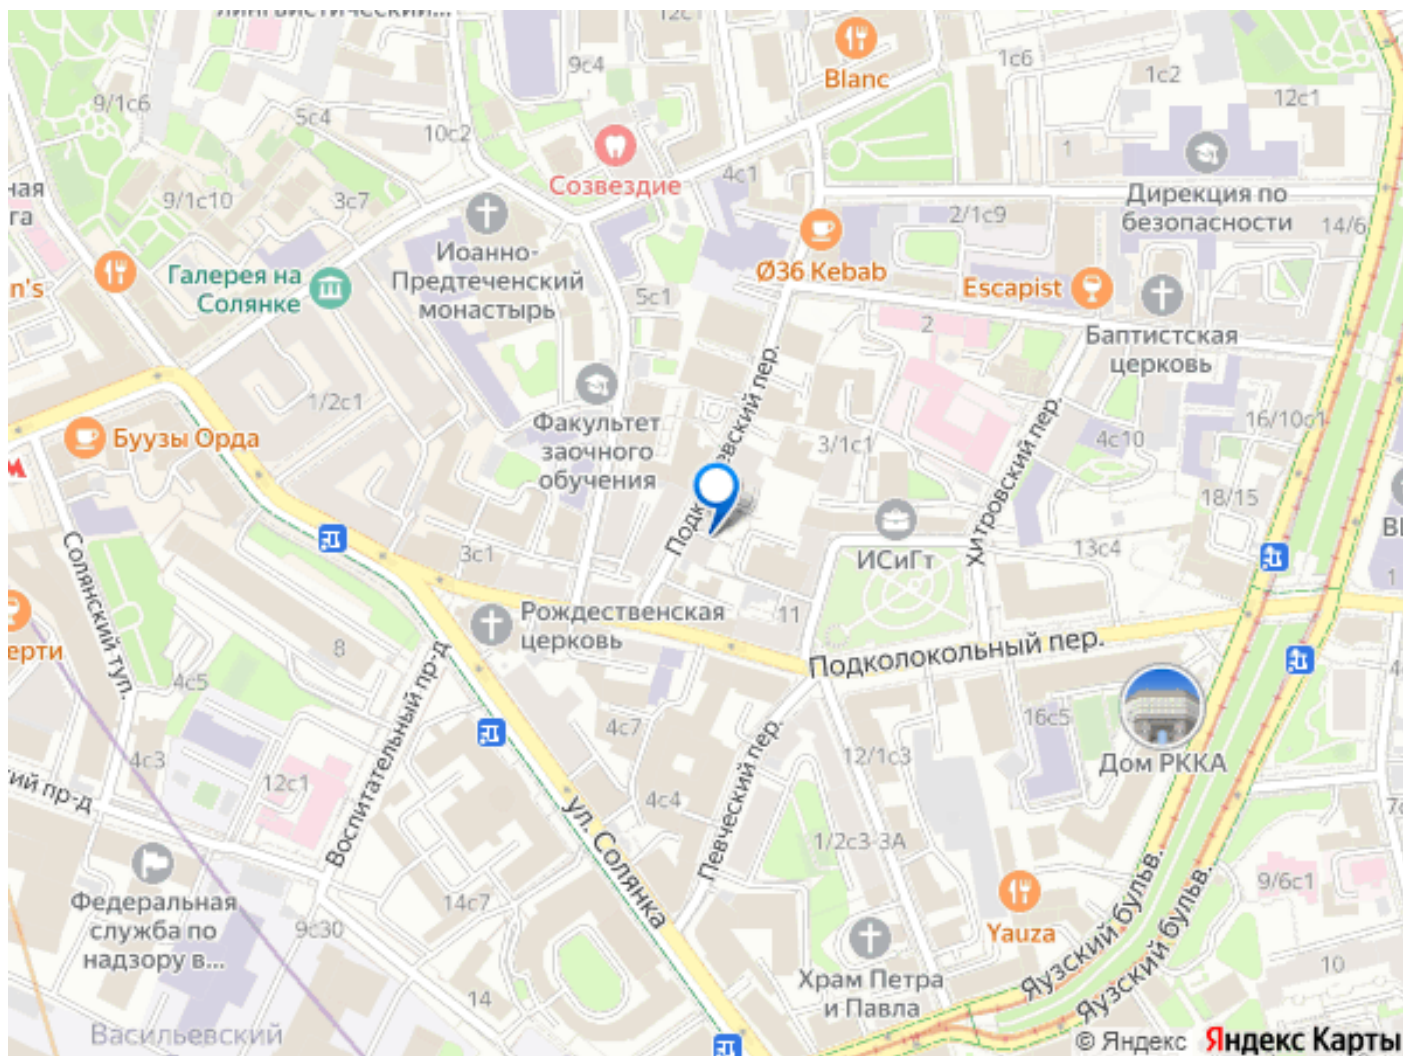 12с1
Blanc
9с4
1с6
1с2
12с1
9/1с6
5с4
10с2
1
Созвездие
4с1
Дирекция по
безопасности
14/6
9/1с10
3с7
2/1с9
Иоанно-
Предтеченский
монастырь
Галерея на
Солянке
Ø36 Kebab
Escapist
5с1
2
Баптистская
церковь
Подкопаевский пер.
1/2с1
Факультет
заочного
обучения
Буузы Орда
3/1с1
Хитровский пер.
4с10
16/10с1
18/15
ИСиГт
13с4
3с1
Солянский туп.
Рождественская
церковь
11
Подколокольный пер.
8
4с5
Воспитательный пр-д
4с7
Певческий пер.
12/1с3
16с5
Дом РККА
4с3
12с1
ий пр-д
4с4
ул. Солянка
1/2с3-3А
Федеральная
служба по
надзору в...
14с7
9с30
Yauza
9/6с1
Яузский бульв.
Яузский бульв.
Храм Петра
и Павла
14
10
Васильевский
© Яндекс Яндекс Карты